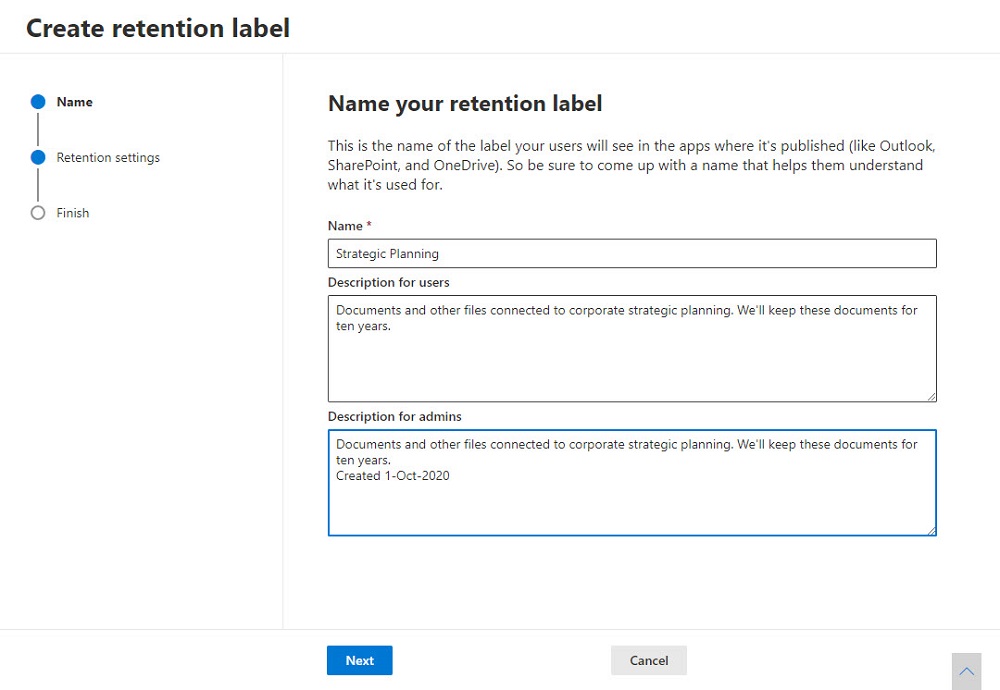 Create retention label
Name
Retention settings
Finish
Name your retention label
This is the name of the label your users will see in the apps where it's published (like Outlook,
SharePoint, and OneDrive). So be sure to come up with a name that helps them understand
what it's used for.
Name *
Strategic Planning
Description for users
Documents and other files connected to corporate strategic planning. We'll keep these documents for
ten years.
Description for admins
Documents and other files connected to corporate strategic planning. We'll keep these documents for
ten years.
Created 1-Oct-2020
Next
Cancel